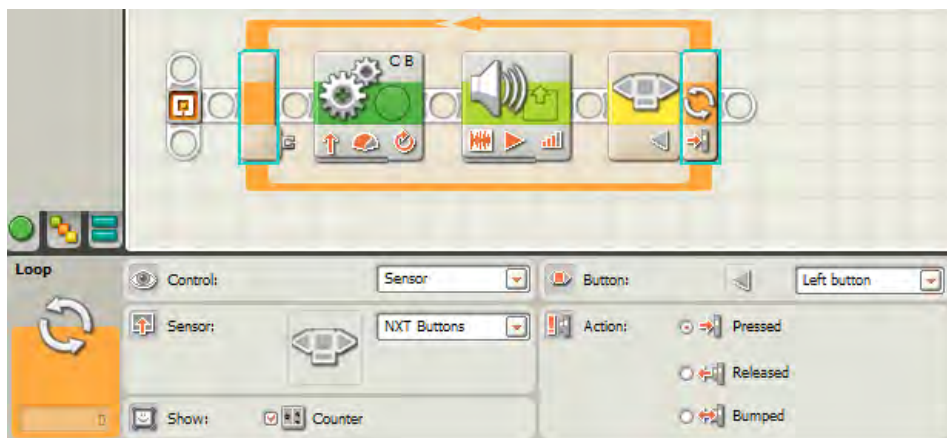 C B
Loop
Control:
Sensor
Sensor:
NXT Buttons
Show:
Counter
Button:
Left button
Action:
Pressed
Released
Bumped
0